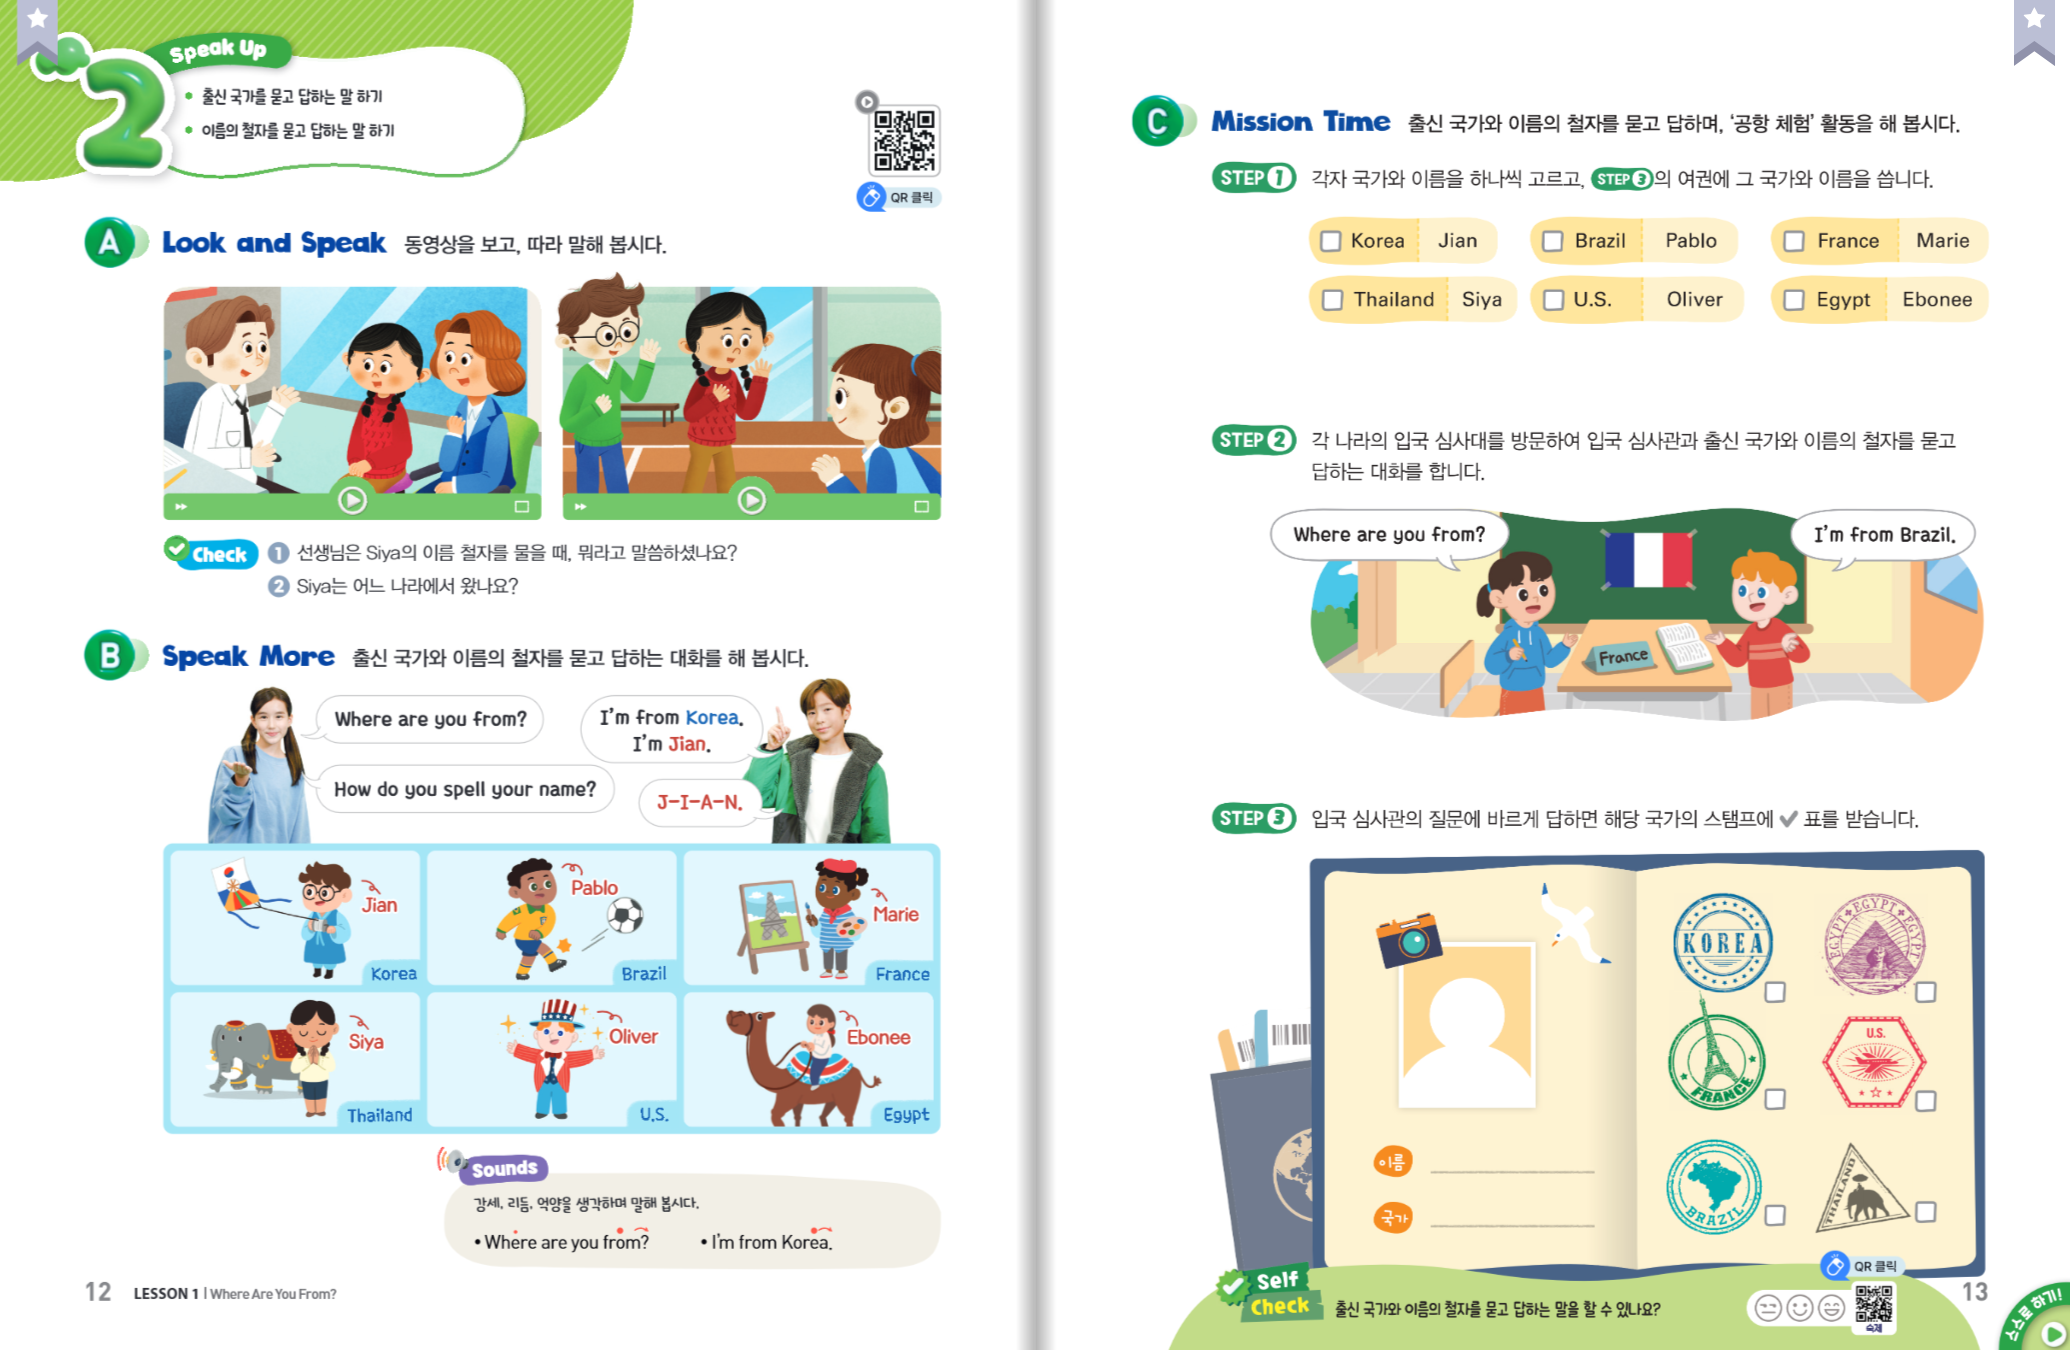 2
Speak Up
• 출신 국가를 묻고 답하는 말 하기
• 이름의 철자를 묻고 답하는 말 하기
QR 클릭
A Look and Speak 동영상을 보고, 따라 말해 봅시다.
Check 1 선생님은 Siya의 이름 철자를 물을 때, 뭐라고 말씀하셨나요?
2 Siya는 어느 나라에서 왔나요?
B Speak More 출신 국가와 이름의 철자를 묻고 답하는 대화를 해 봅시다.
Where are you from?
I'm from Korea.
I'm Jian.
How do you spell your name?
J-I-A-N.
Jian
Korea
Pablo
Brazil
Marie
France
Siya
Thailand
Oliver
U.S.
Ebonee
Egypt
Sounds
강세, 리듬, 억양을 생각하며 말해 봅시다.
• Where are you from? • I'm from Korea.
12 LESSON 1 | Where Are You From?
C Mission Time 출신 국가와 이름의 철자를 묻고 답하며, ‘공항 체험’ 활동을 해 봅시다.
STEP 1 각자 국가와 이름을 하나씩 고르고, STEP 3의 여권에 그 국가와 이름을 씁니다.
Korea Jian Brazil Pablo France Marie
Thailand Siya U.S. Oliver Egypt Ebonee
STEP 2 각 나라의 입국 심사대를 방문하여 입국 심사관과 출신 국가와 이름의 철자를 묻고
답하는 대화를 합니다.
Where are you from?
I'm from Brazil.
France
STEP 3 입국 심사관의 질문에 바르게 답하면 해당 국가의 스탬프에 ✔ 표를 받습니다.
KOREA
EGYPT EGYPT EGYPT
FRANCE
U.S.
BRAZIL
THAILAND
이름
국가
Self
Check
출신 국가와 이름의 철자를 묻고 답하는 말을 할 수 있나요?
QR 클릭
숙제
13
스스로 하기!